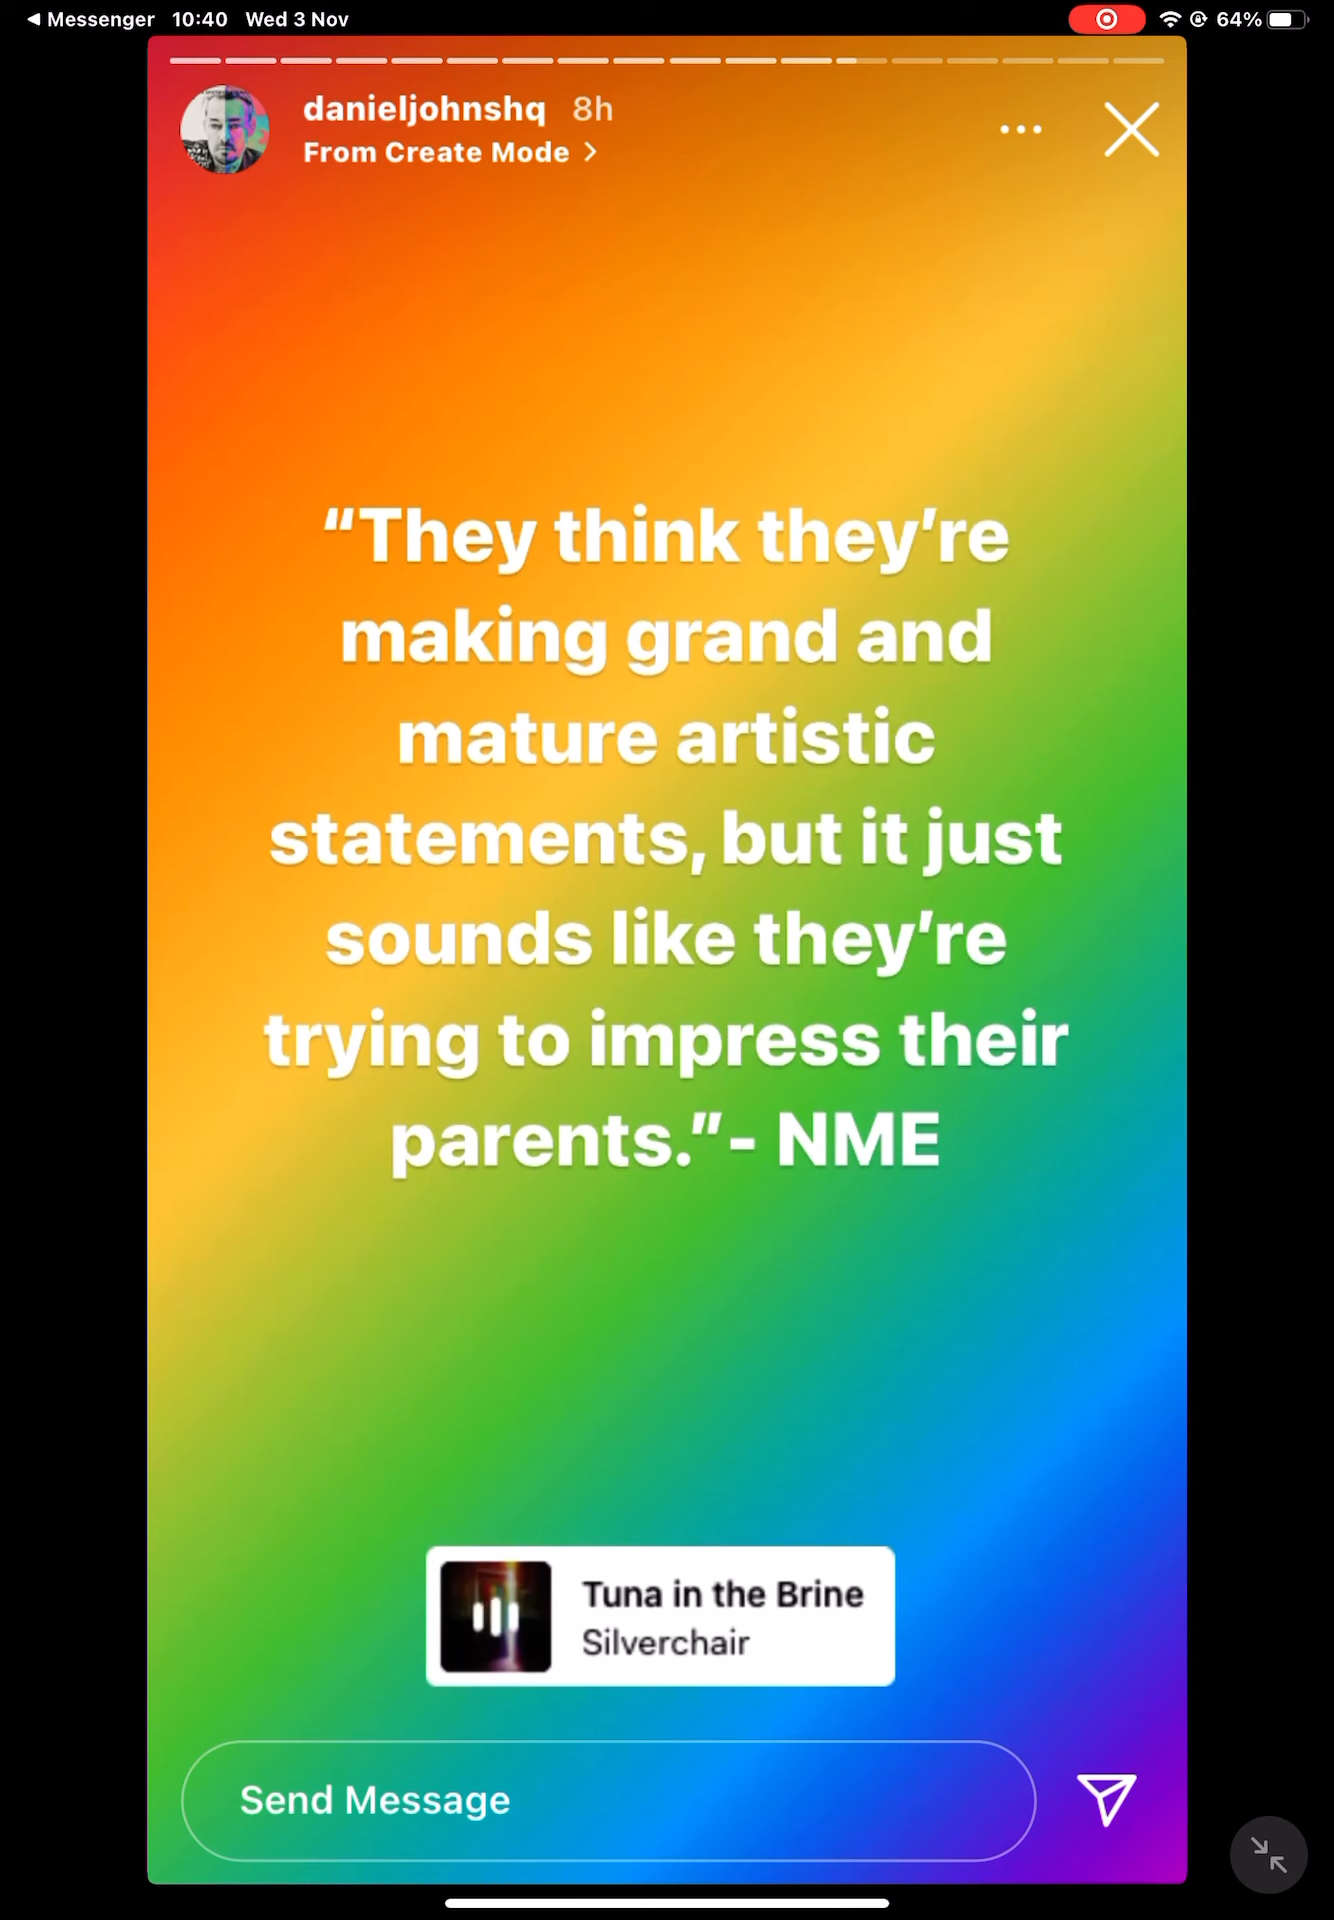 ◀ Messenger 10:40 Wed 3 Nov 64%
danieljohnshq 8h
From Create Mode >
“They think they’re
making grand and
mature artistic
statements, but it just
sounds like they’re
trying to impress their
parents.”- NME
Tuna in the Brine
Silverchair
Send Message